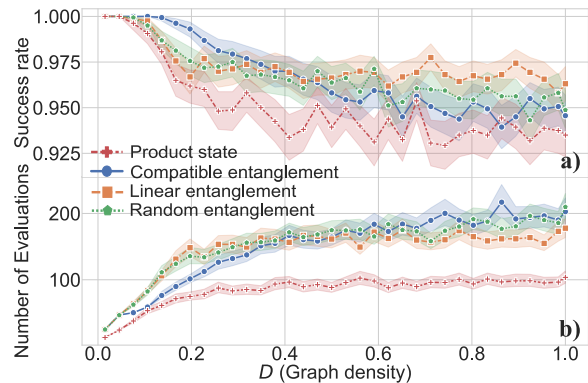 Success rate
1.000
0.975
0.950
0.925
a)
Product state
Compatible entanglement
Linear entanglement
Random entanglement
Number of Evaluations
200
100
b)
0.0 0.2 0.4 0.6 0.8 1.0
D (Graph density)